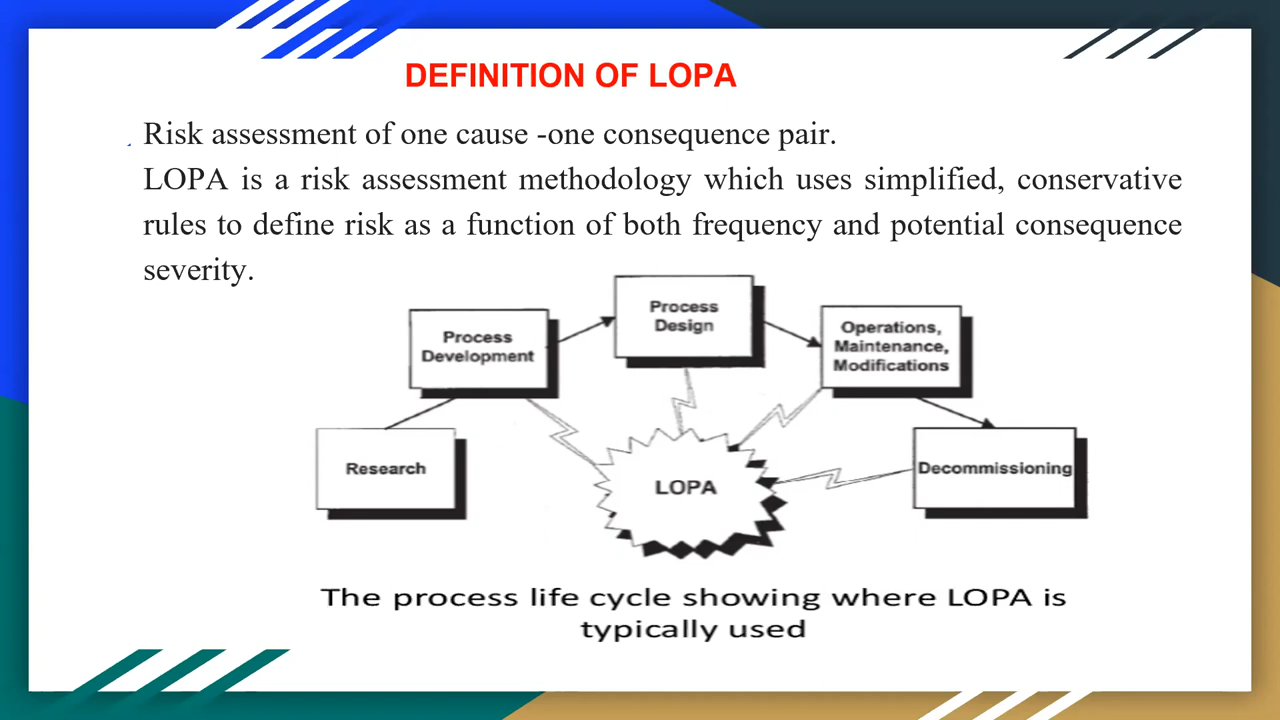 DEFINITION OF LOPA
Risk assessment of one cause -one consequence pair.
LOPA is a risk assessment methodology which uses simplified, conservative
rules to define risk as a function of both frequency and potential consequence
severity.
Process
Design
Process
Development
Operations,
Maintenance,
Modifications
Research
Decommissioning
LOPA
The process life cycle showing where LOPA is
typically used